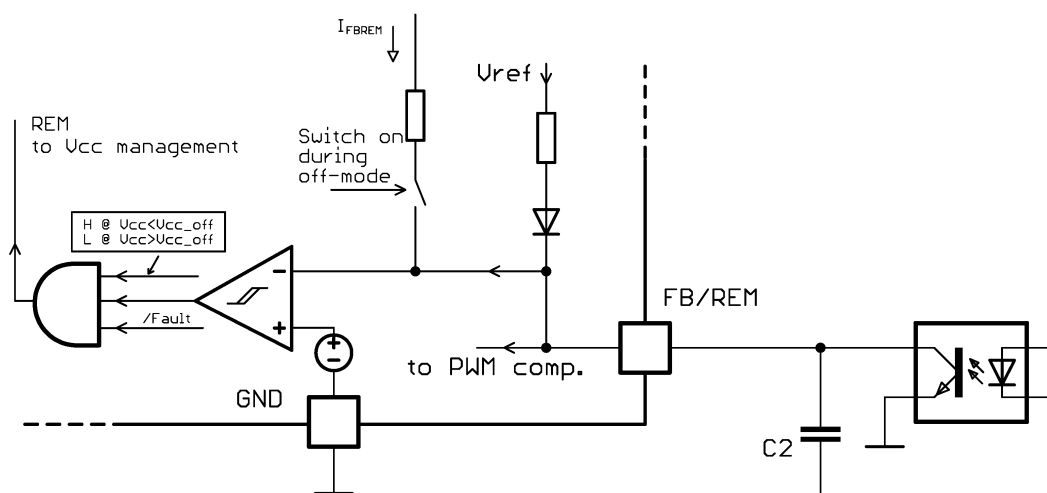 IFBREM
Vref
REM
to Vcc management
Switch on
during
off-mode
H @ Vcc<Vcc_off
L @ Vcc>Vcc_off
/Fault
FB/REM
to PWM comp.
GND
C2